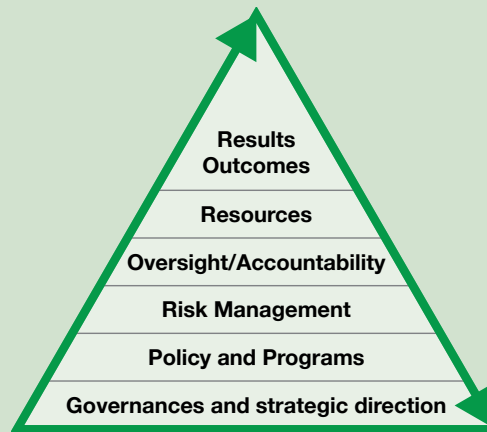 Results
Outcomes
Resources
Oversight/Accountability
Risk Management
Policy and Programs
Governances and strategic direction